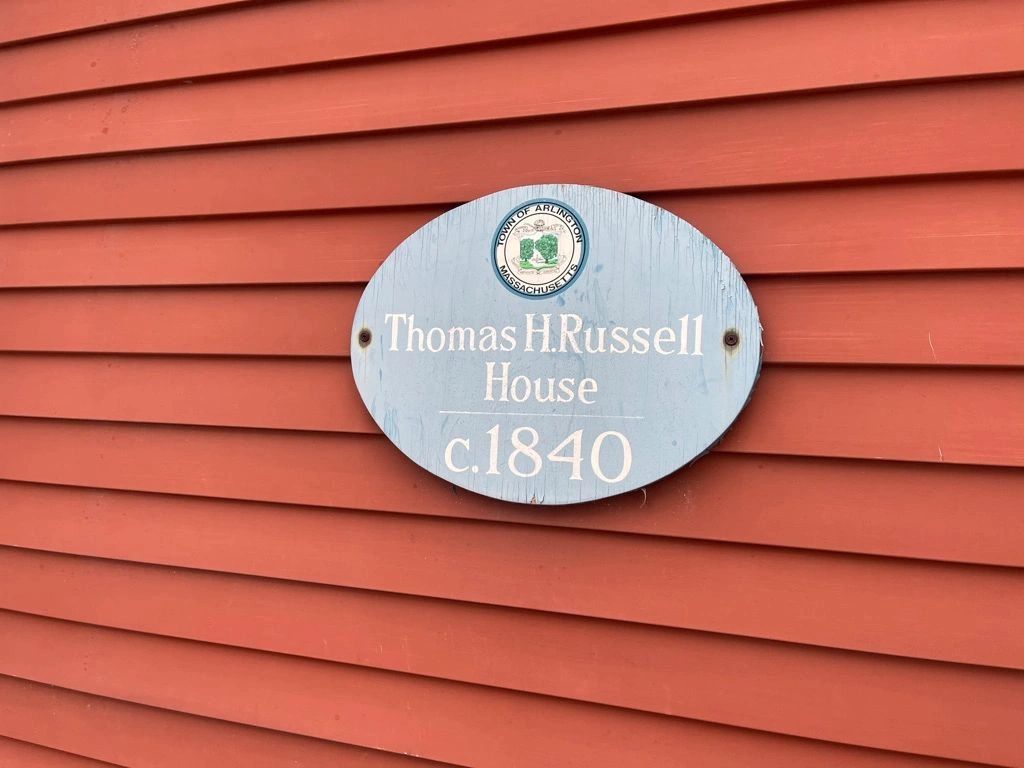 TOWN OF ARLINGTON
MASSACHUSETTS
Thomas H. Russell
House
c.1840